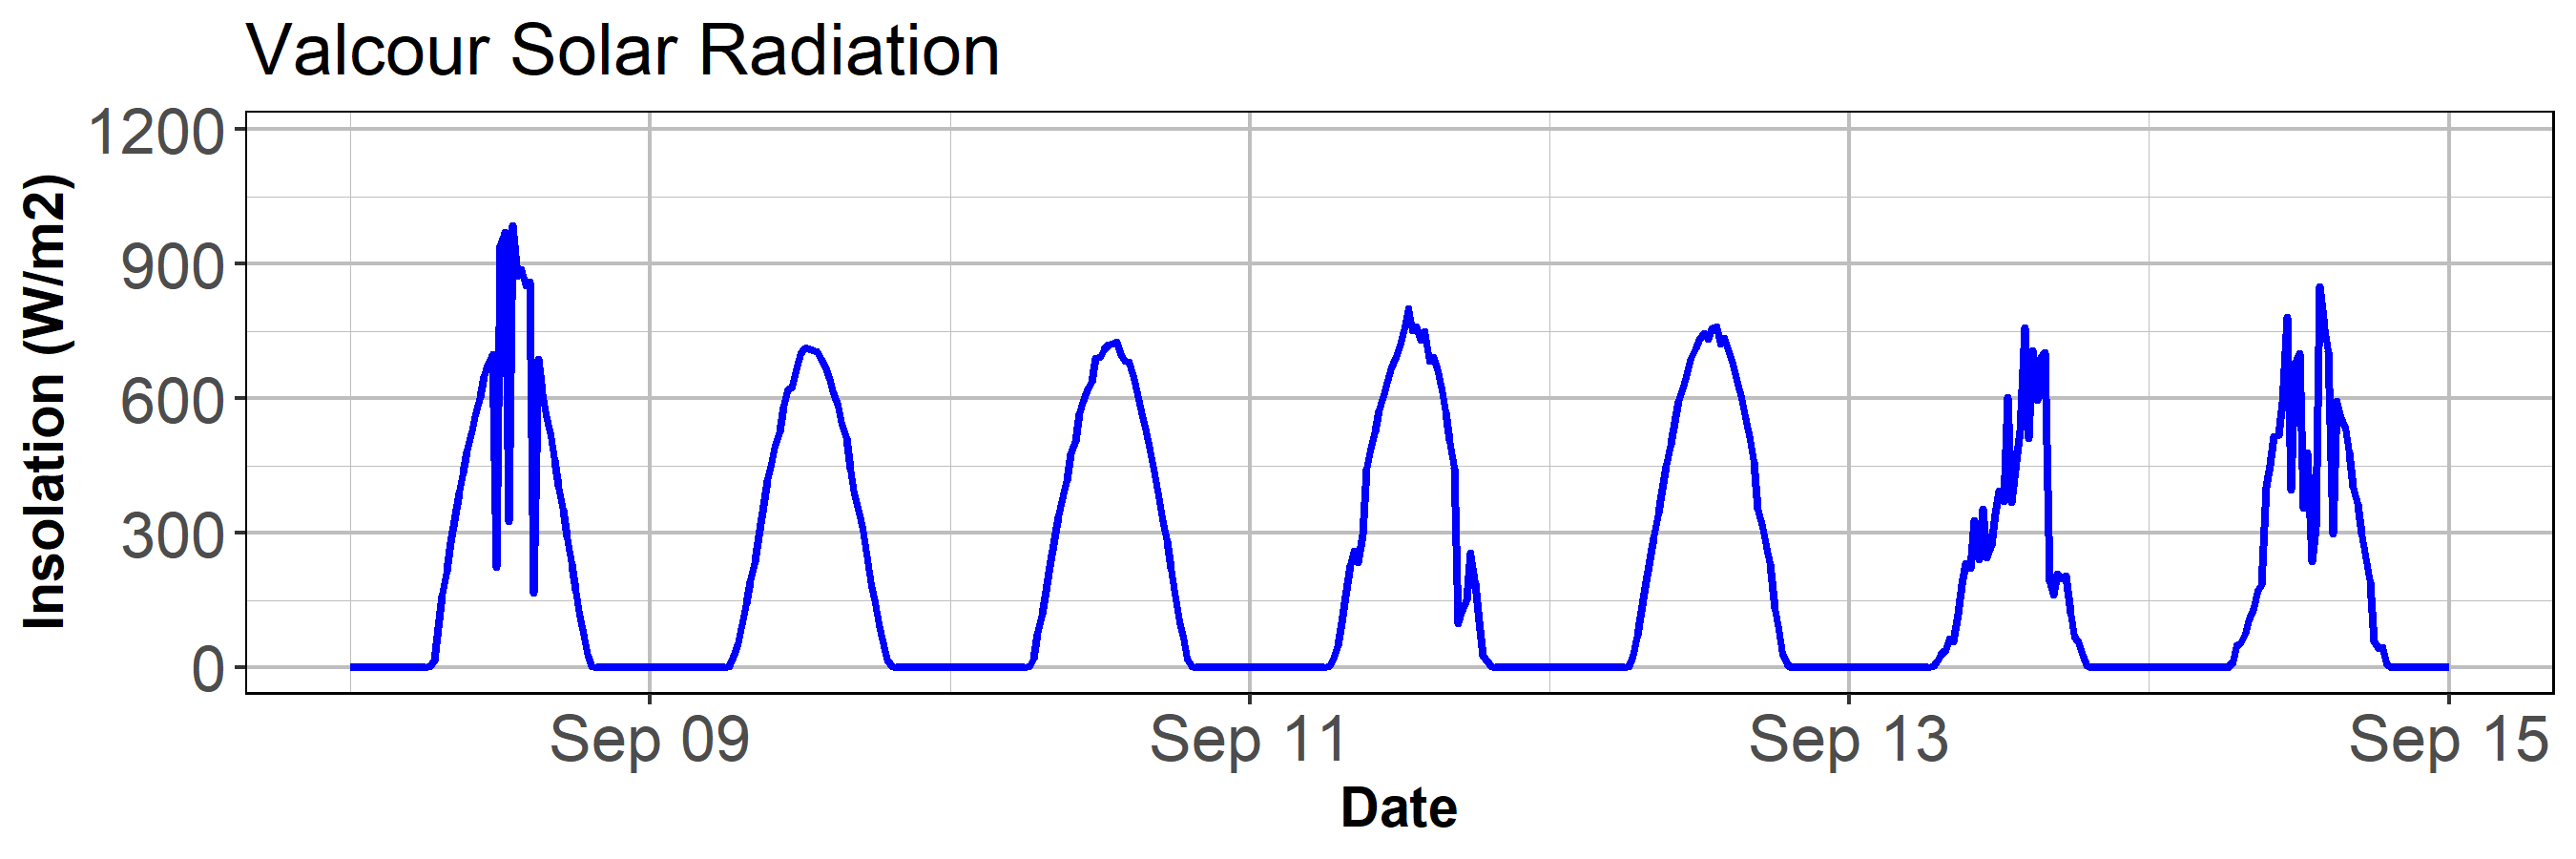 Valcour Solar Radiation
1200
900
600
300
0
Insolation (W/m2)
Sep 09
Sep 11
Sep 13
Sep 15
Date